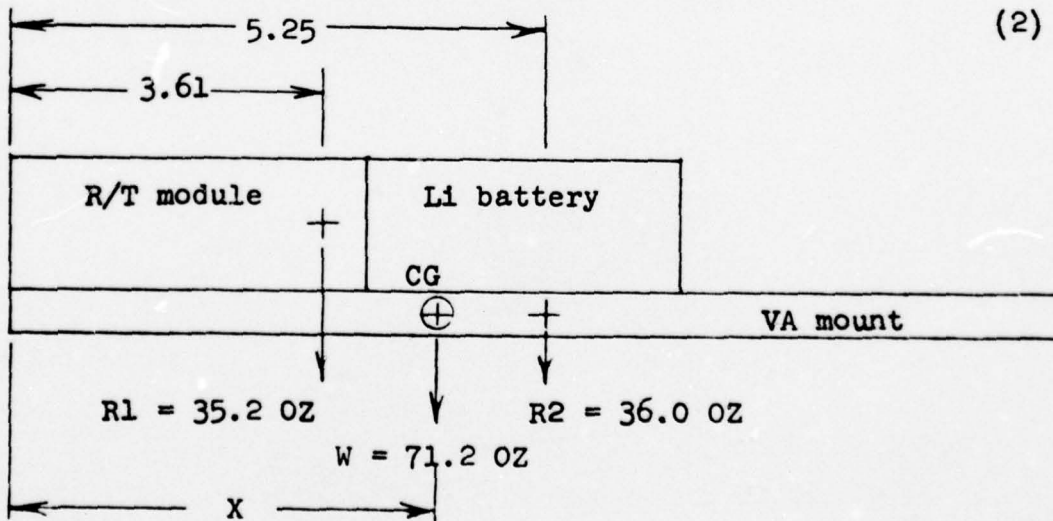 (2)
5.25
3.61
R/T module
Li battery
CG
VA mount
R1 = 35.2 OZ
R2 = 36.0 OZ
W = 71.2 OZ
X